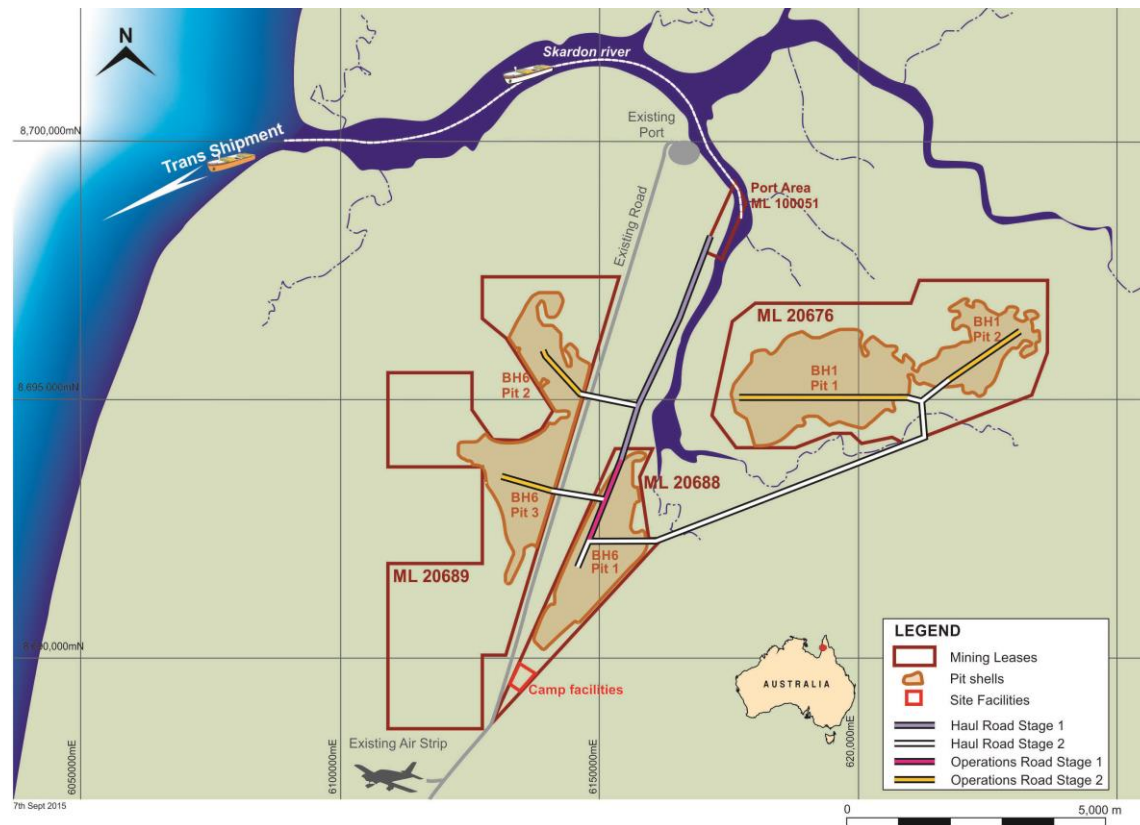 N
Skardon river
Existing
Port
8,700,000mN
Trans Shipment
Port Area
ML 100051
Existing Road
ML 20676
BH1
Pit 2
BH1
Pit 1
8,695,000mN
BH6
Pit 2
ML 20688
BH6
Pit 3
BH6
Pit 1
ML 20689
8,690,000mN
Camp facilities
Existing Air Strip
6050000mE
6100000mE
6150000mE
620,000mE
AUSTRALIA
LEGEND
Mining Leases
Pit shells
Site Facilities
Haul Road Stage 1
Haul Road Stage 2
Operations Road Stage 1
Operations Road Stage 2
7th Sept 2015
0
5,000 m